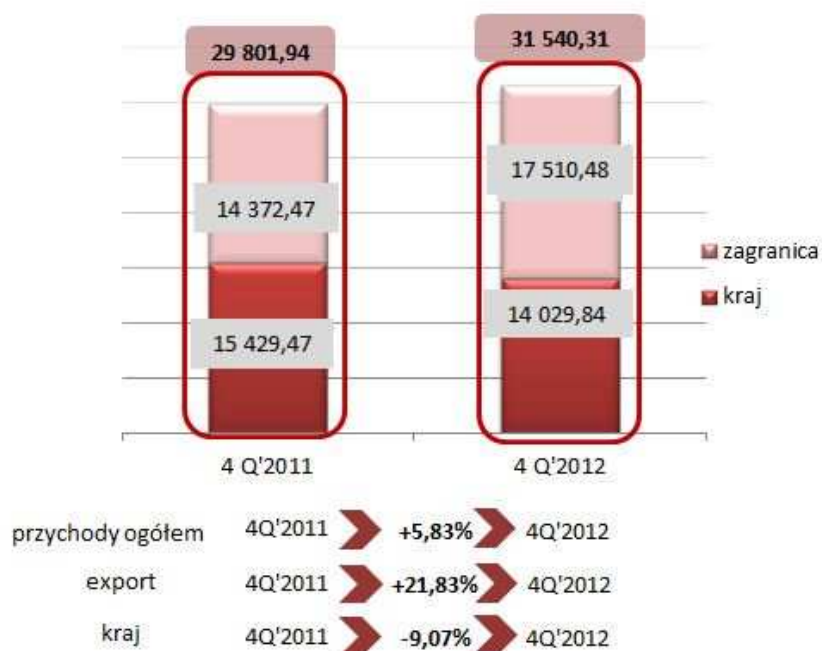 29 801,94
31 540,31
14 372,47
17 510,48
zagranica
kraj
15 429,47
14 029,84
4 Q'2011
4 Q'2012
przychody ogółem 4Q'2011 +5,83% 4Q'2012
export 4Q'2011 +21,83% 4Q'2012
kraj 4Q'2011 -9,07% 4Q'2012